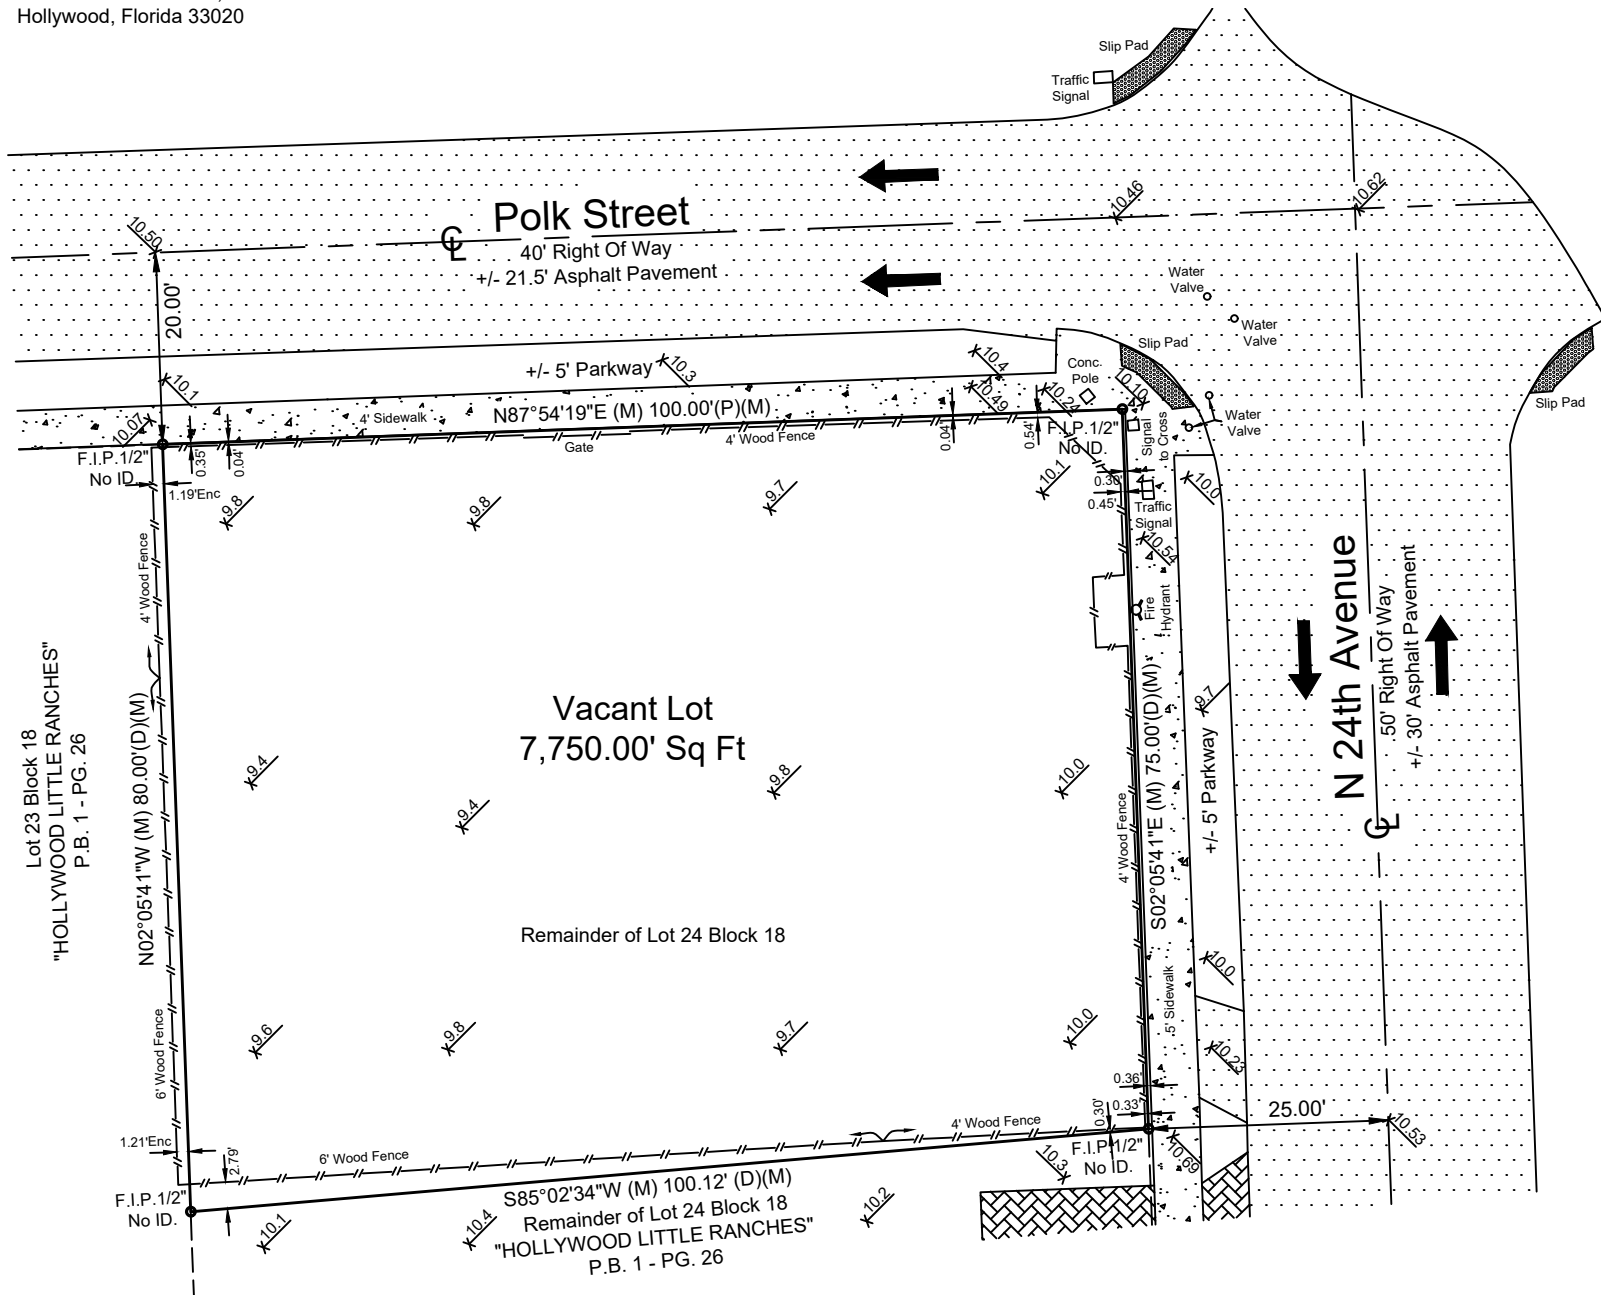 Hollywood, Florida 33020
Slip Pad
Traffic
Signal
10.50
Polk Street
40' Right Of Way
+/- 21.5' Asphalt Pavement
10.46
10.62
20.00'
Water
Valve
Water
Valve
Slip Pad
Slip Pad
+/- 5' Parkway
10.3
10.4
Conc.
Pole
10.10
10.1
10.07
4' Sidewalk
N87°54'19"E (M) 100.00'(P)(M)
10.49
10.24
Water
Valve
F.I.P.1/2"
No ID.
0.35'
0.04'
Gate
4' Wood Fence
0.04'
0.54'
F.I.P.1/2"
No ID.
Signal
to Cross
1.19'Enc
9.8
9.8
9.7
10.1
0.30'
0.45'
10.0
Traffic
Signal
10.54
4' Wood Fence
Fire
Hydrant
N 24th Avenue
50' Right Of Way
+/- 30' Asphalt Pavement
Lot 23 Block 18
"HOLLYWOOD LITTLE RANCHES"
P.B. 1 - PG. 26
N02°05'41"W (M) 80.00'(D)(M)
Vacant Lot
7,750.00' Sq Ft
9.4
9.4
9.8
10.0
4' Wood Fence
S02°05'41"E (M) 75.00'(D)(M)
9.7
+/- 5' Parkway
CL
CL
Remainder of Lot 24 Block 18
5' Sidewalk
10.0
6' Wood Fence
9.6
9.8
9.7
10.0
10.23
0.36'
0.33'
0.30'
25.00'
10.53
1.21'Enc
2.79'
6' Wood Fence
4' Wood Fence
F.I.P.1/2"
No ID.
10.3
10.69
F.I.P.1/2"
No ID.
10.1
10.4
10.2
S85°02'34"W (M) 100.12' (D)(M)
Remainder of Lot 24 Block 18
"HOLLYWOOD LITTLE RANCHES"
P.B. 1 - PG. 26